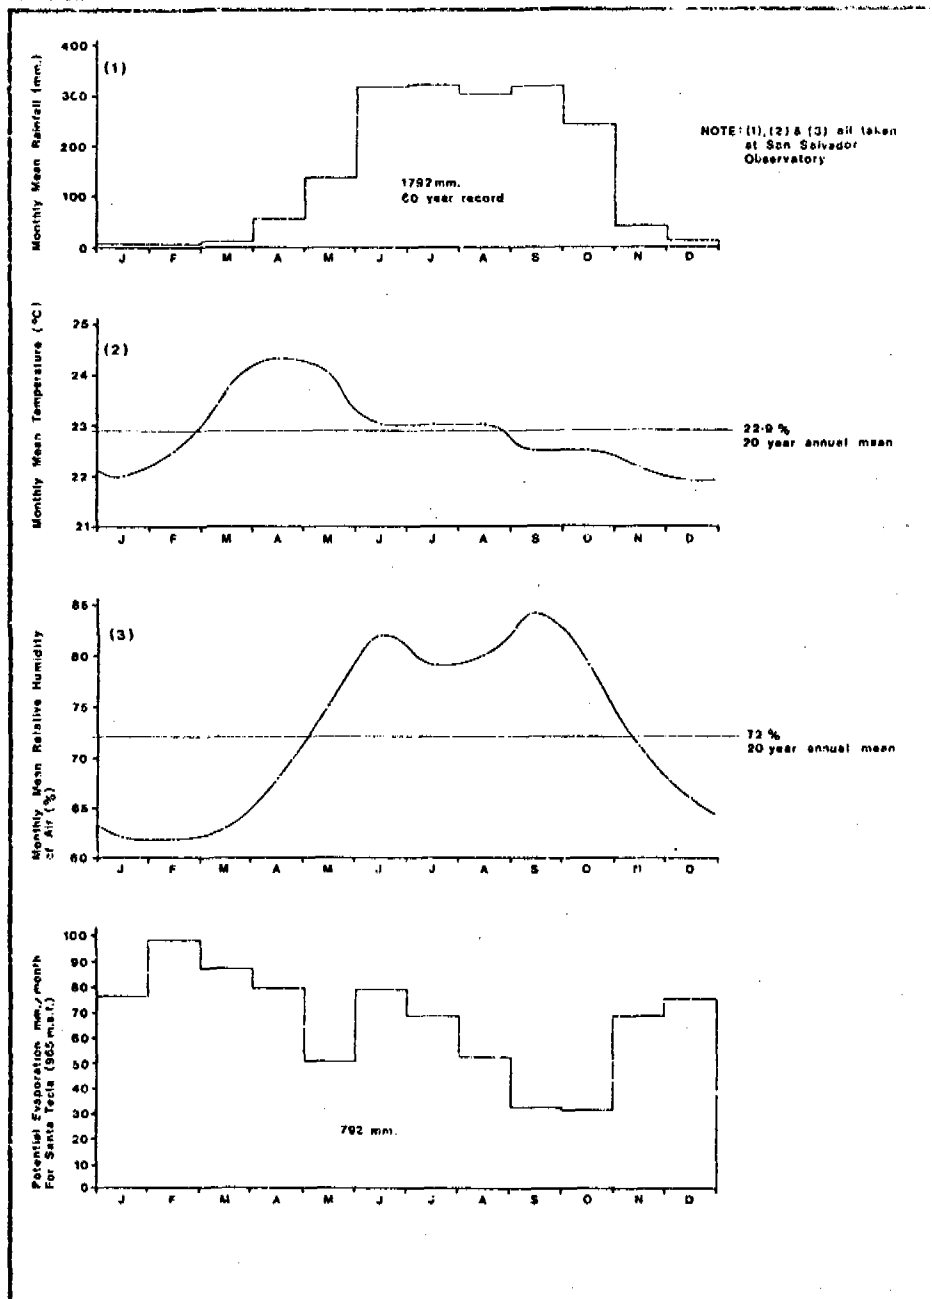 Monthly Mean Rainfall (mm.)
400
300
200
100
0
(1)
1792 mm.
60 year record
J F M A M J J A S O N D
NOTE: (1), (2) & (3) all taken
at San Salvador
Observatory
Monthly Mean Temperature (°C)
25
24
23
22
21
(2)
22·9 %
20 year annual mean
J F M A M J J A S O N D
Monthly Mean Relative Humidity
of Air (%)
85
80
75
70
65
60
(3)
72 %
20 year annual mean
J F M A M J J A S O N D
Potential Evaporation mm./month
For Santa Tecla (965 m.s.l.)
100
90
80
70
60
50
40
30
20
10
0
792 mm.
J F M A M J J A S O N D